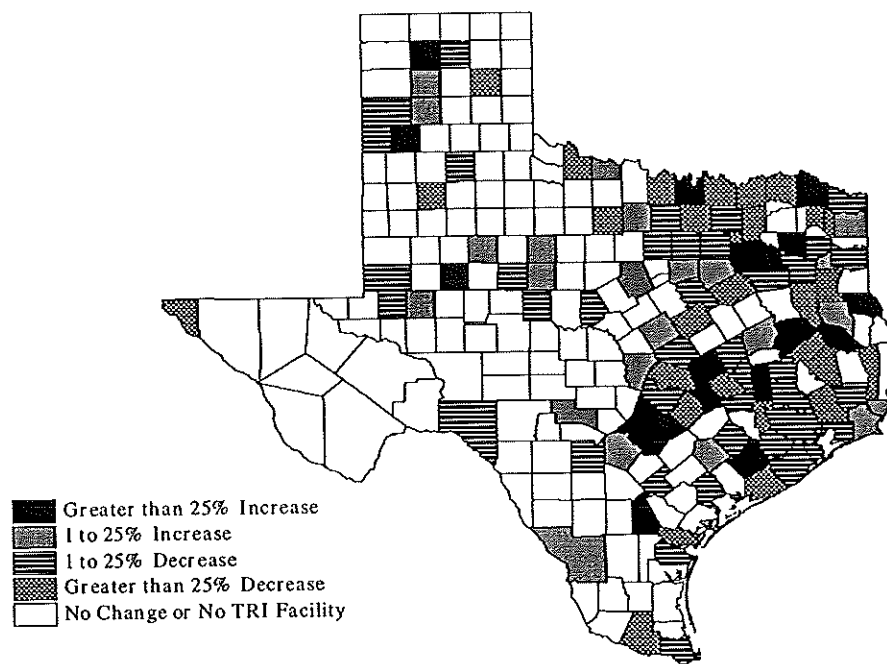 Greater than 25% Increase
1 to 25% Increase
1 to 25% Decrease
Greater than 25% Decrease
No Change or No TRI Facility